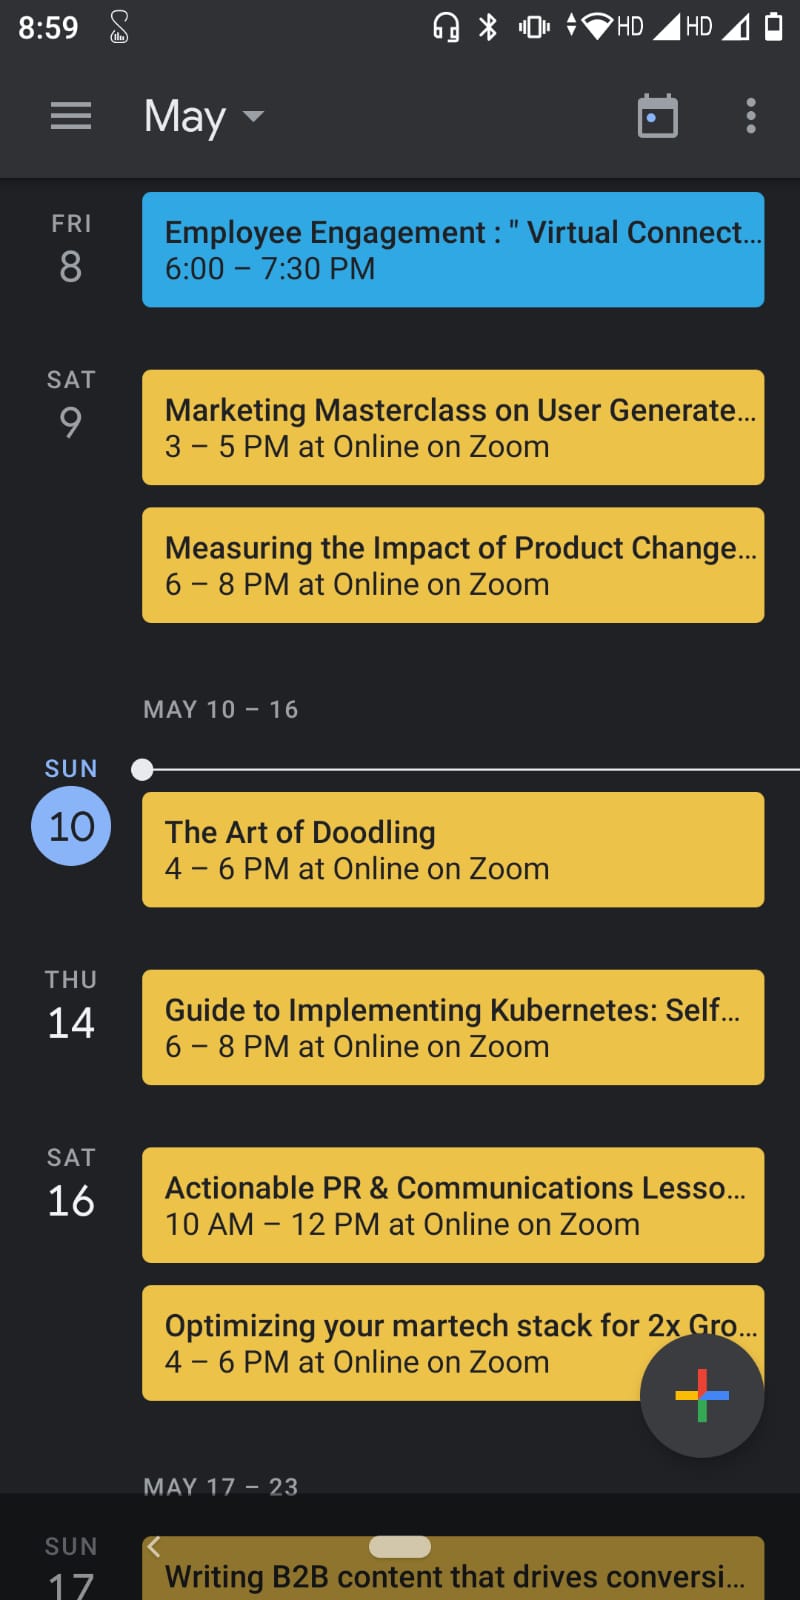 8:59 HD HD
May
FRI
8
Employee Engagement : " Virtual Connect...
6:00 – 7:30 PM
SAT
9
Marketing Masterclass on User Generate...
3 – 5 PM at Online on Zoom
Measuring the Impact of Product Change...
6 – 8 PM at Online on Zoom
MAY 10 – 16
SUN
10
The Art of Doodling
4 – 6 PM at Online on Zoom
THU
14
Guide to Implementing Kubernetes: Self...
6 – 8 PM at Online on Zoom
SAT
16
Actionable PR & Communications Lesso...
10 AM – 12 PM at Online on Zoom
Optimizing your martech stack for 2x Gro...
4 – 6 PM at Online on Zoom
MAY 17 – 23
SUN
17
Writing B2B content that drives conversi...